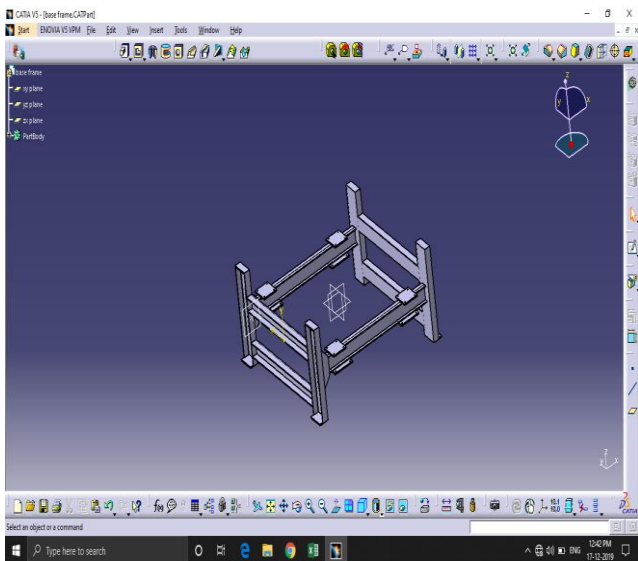 CATIA V5 - [base frame.CATPart]
Start ENOVIA V5 VPM File Edit View Insert Tools Window Help
base frame
xy plane
yz plane
zx plane
PartBody
z
y
x
z
x
Select an object or a command
CATIA
Type here to search
ENG
12:42 PM
17-12-2019